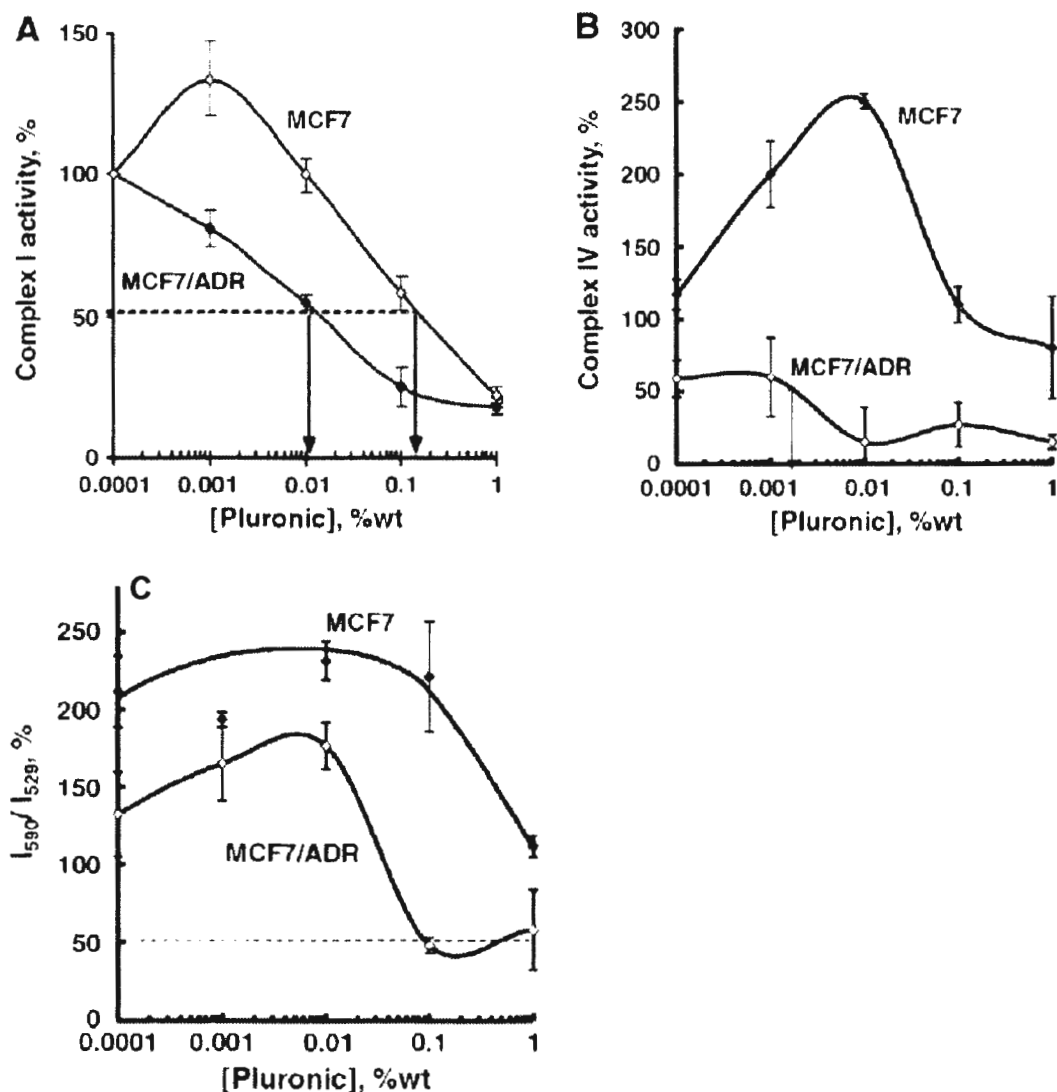 A
150
100
50
0
Complex I activity, %
MCF7
MCF7/ADR
0.0001 0.001 0.01 0.1 1
[Pluronic], %wt
B
300
250
200
150
100
50
0
Complex IV activity, %
MCF7
MCF7/ADR
0.0001 0.001 0.01 0.1 1
[Pluronic], %wt
C
250
200
150
100
50
0
I590/ I529, %
MCF7
MCF7/ADR
0.0001 0.001 0.01 0.1 1
[Pluronic], %wt